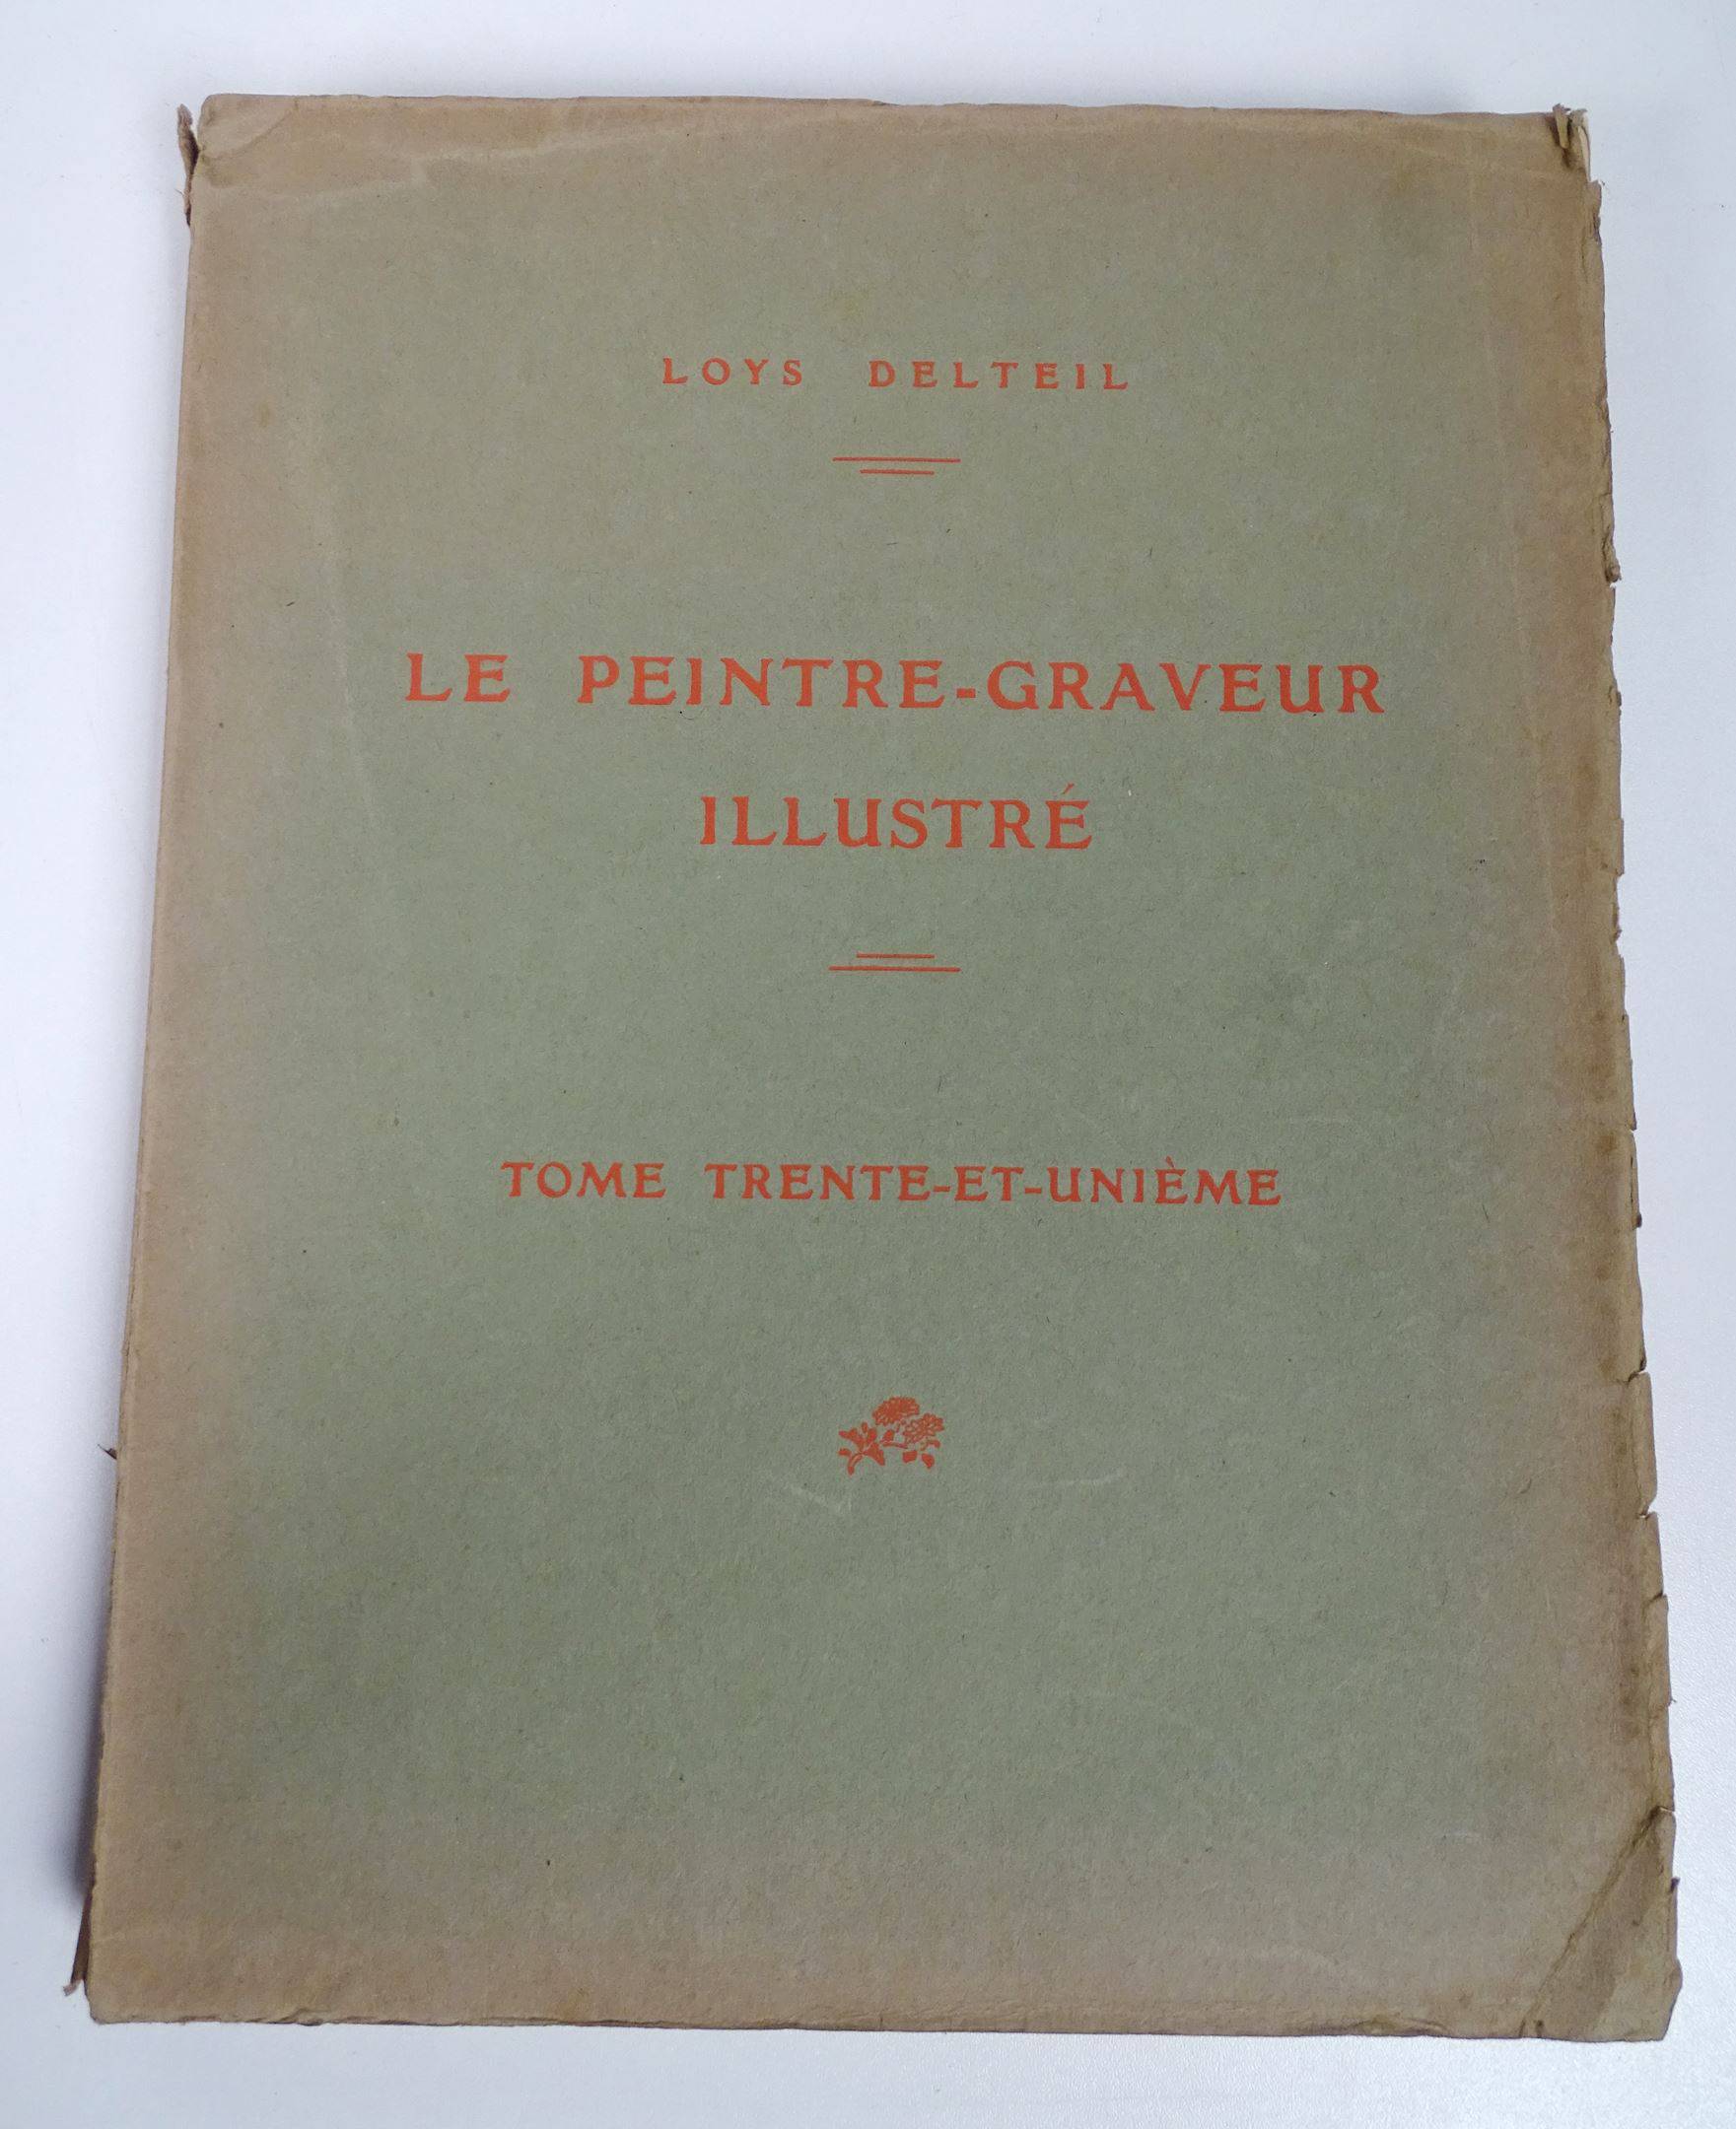 LOYS DELTEIL
LE PEINTRE-GRAVEUR
ILLUSTRÉ
TOME TRENTE-ET-UNIÈME